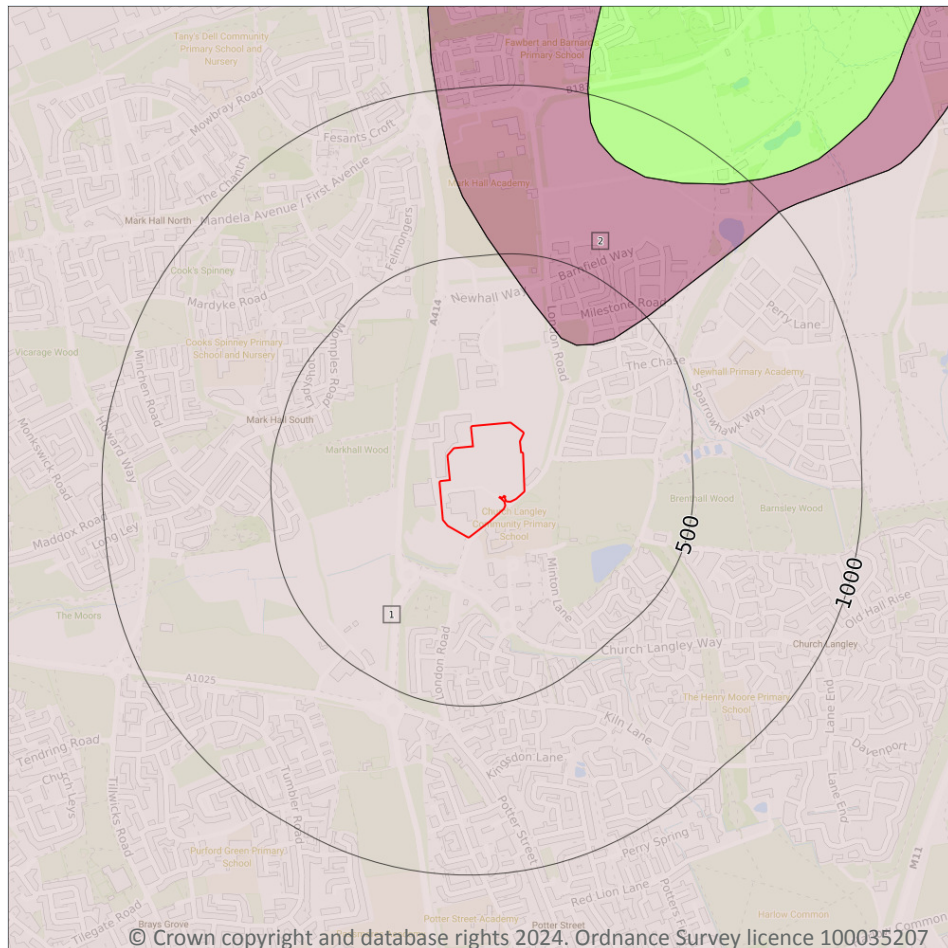 Tany's Dell Community
Primary School and
Nursery
Fawbert and Barnards
Primary School
B183
Mowbray Road
Fesants Croft
The Chantry
Mandela Avenue / First Avenue
Mark Hall Academy
Mark Hall North
Felmongers
2
Barnfield Way
Cook's Spinney
Mardyke Road
Newhall Way
Milestone Road
A414
Perry Lane
London Road
Vicarage Wood
Cooks Spinney Primary
School and Nursery
Momples Road
Minchen Road
The Chase
Newhall Primary Academy
Mark Hall South
Sparrowhawk Way
Howard Way
Monkswick Road
Markhall Wood
Brenthall Wood
Barnsley Wood
Church Langley
Community Primary
School
Maddox Road
Long Ley
500
1000
Minton Lane
Old Hall Rise
The Moors
1
Church Langley Way
Church Langley
London Road
A1025
The Henry Moore Primary
School
Lane End
Kiln Lane
Tendring Road
Davenport
Kingsdon Lane
Church Leys
Tillwicks Road
Tumbler Road
Lane End
Potter Street
Perry Spring
M11
Purford Green Primary
School
Red Lion Lane
Potters
Tilegate Road
Brays Grove
Potter Street Academy
Potter Street
Harlow Common
Common
© Crown copyright and database rights 2024. Ordnance Survey licence 100035207